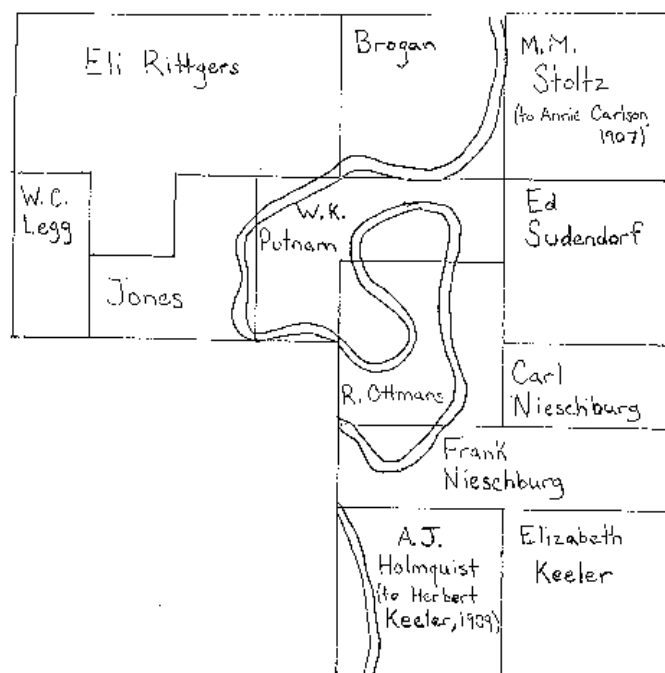 Eli Rittgers
Brogan
M.M.
Stoltz
(to Annie Carlson,
1907)
W.C.
Legg
Jones
W.K.
Putnam
Ed
Sudendorf
R. Ottmans
Carl
Nieschburg
Frank
Nieschburg
A.J.
Holmquist
(to Herbert
Keeler, 1909)
Elizabeth
Keeler